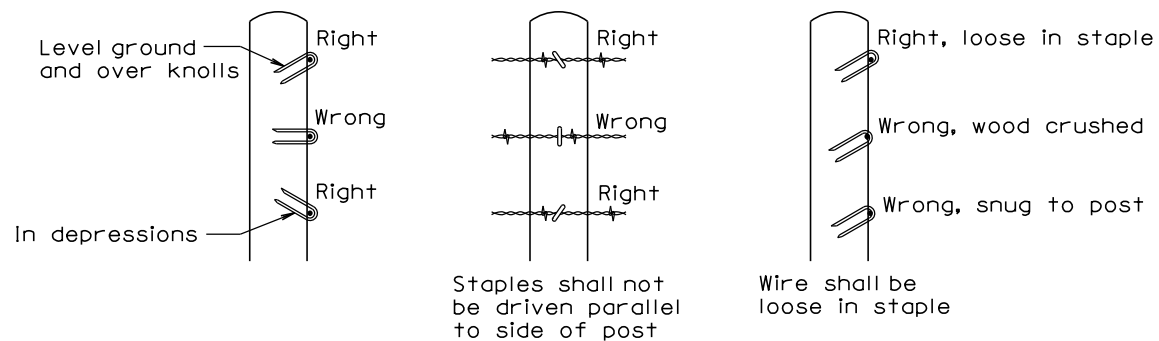 Level ground
and over knolls
Right
Wrong
Right
In depressions
Right
Wrong
Right
Staples shall not
be driven parallel
to side of post
Right, loose in staple
Wrong, wood crushed
Wrong, snug to post
Wire shall be
loose in staple